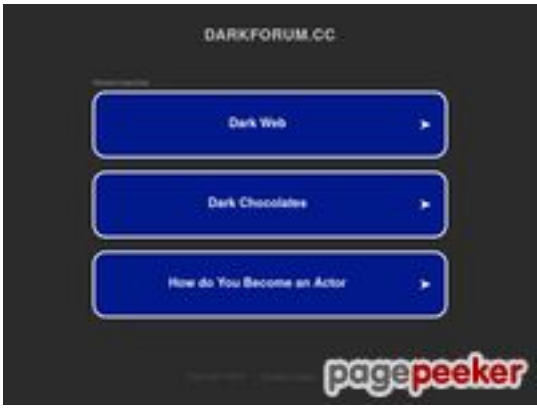 DARKFORUM.CC
Dark Web
Dark Chocolates
How do You Become an Actor
pagepeeker